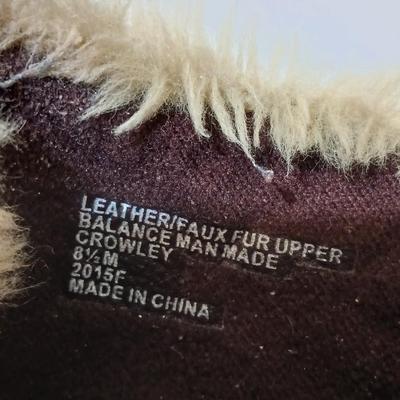 LEATHER/FAUX FUR UPPER
BALANCE MAN MADE
CROWLEY
8½M
2015F
MADE IN CHINA